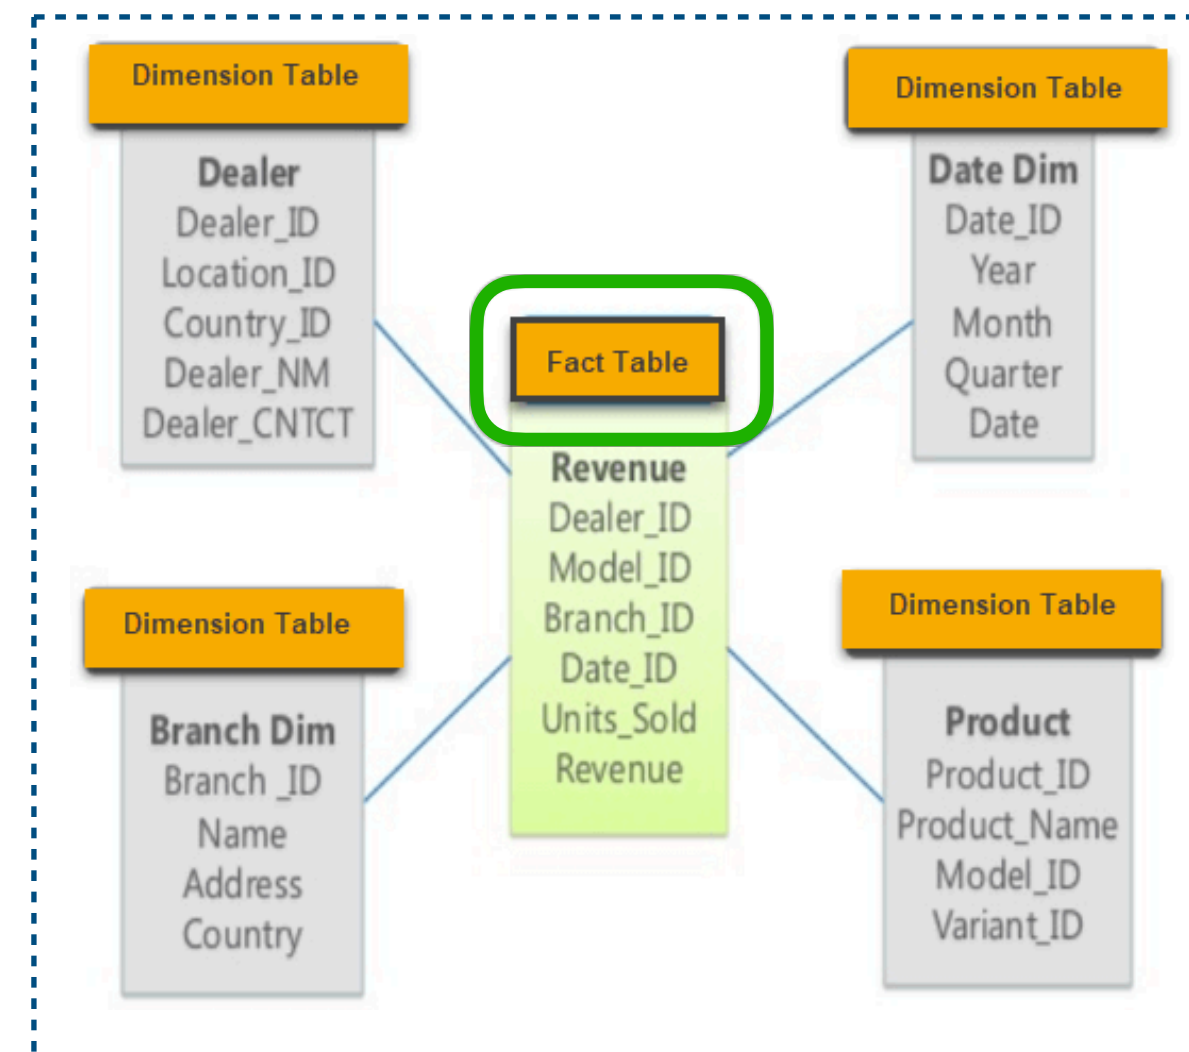 Dimension Table
Dealer
Dealer_ID
Location_ID
Country_ID
Dealer_NM
Dealer_CNTCT
Dimension Table
Date Dim
Date_ID
Year
Month
Quarter
Date
Fact Table
Revenue
Dealer_ID
Model_ID
Branch_ID
Date_ID
Units_Sold
Revenue
Dimension Table
Branch Dim
Branch _ID
Name
Address
Country
Dimension Table
Product
Product_ID
Product_Name
Model_ID
Variant_ID